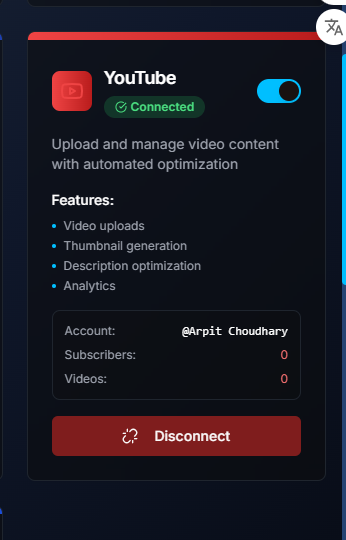 YouTube
Connected
Upload and manage video content
with automated optimization
Features:
Video uploads
Thumbnail generation
Description optimization
Analytics
Account: @Arpit Choudhary
Subscribers: 0
Videos: 0
Disconnect